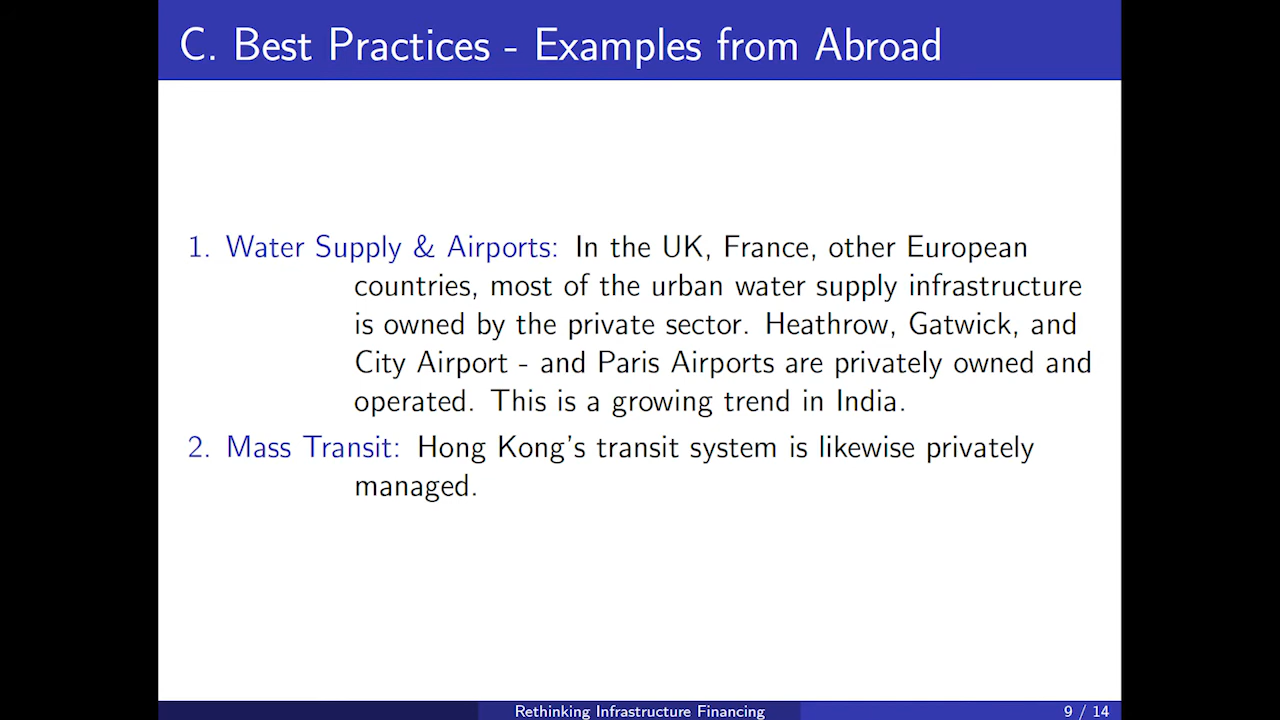 C. Best Practices - Examples from Abroad
1. Water Supply & Airports: In the UK, France, other European
countries, most of the urban water supply infrastructure
is owned by the private sector. Heathrow, Gatwick, and
City Airport - and Paris Airports are privately owned and
operated. This is a growing trend in India.
2. Mass Transit: Hong Kong's transit system is likewise privately
managed.
Rethinking Infrastructure Financing
9 / 14